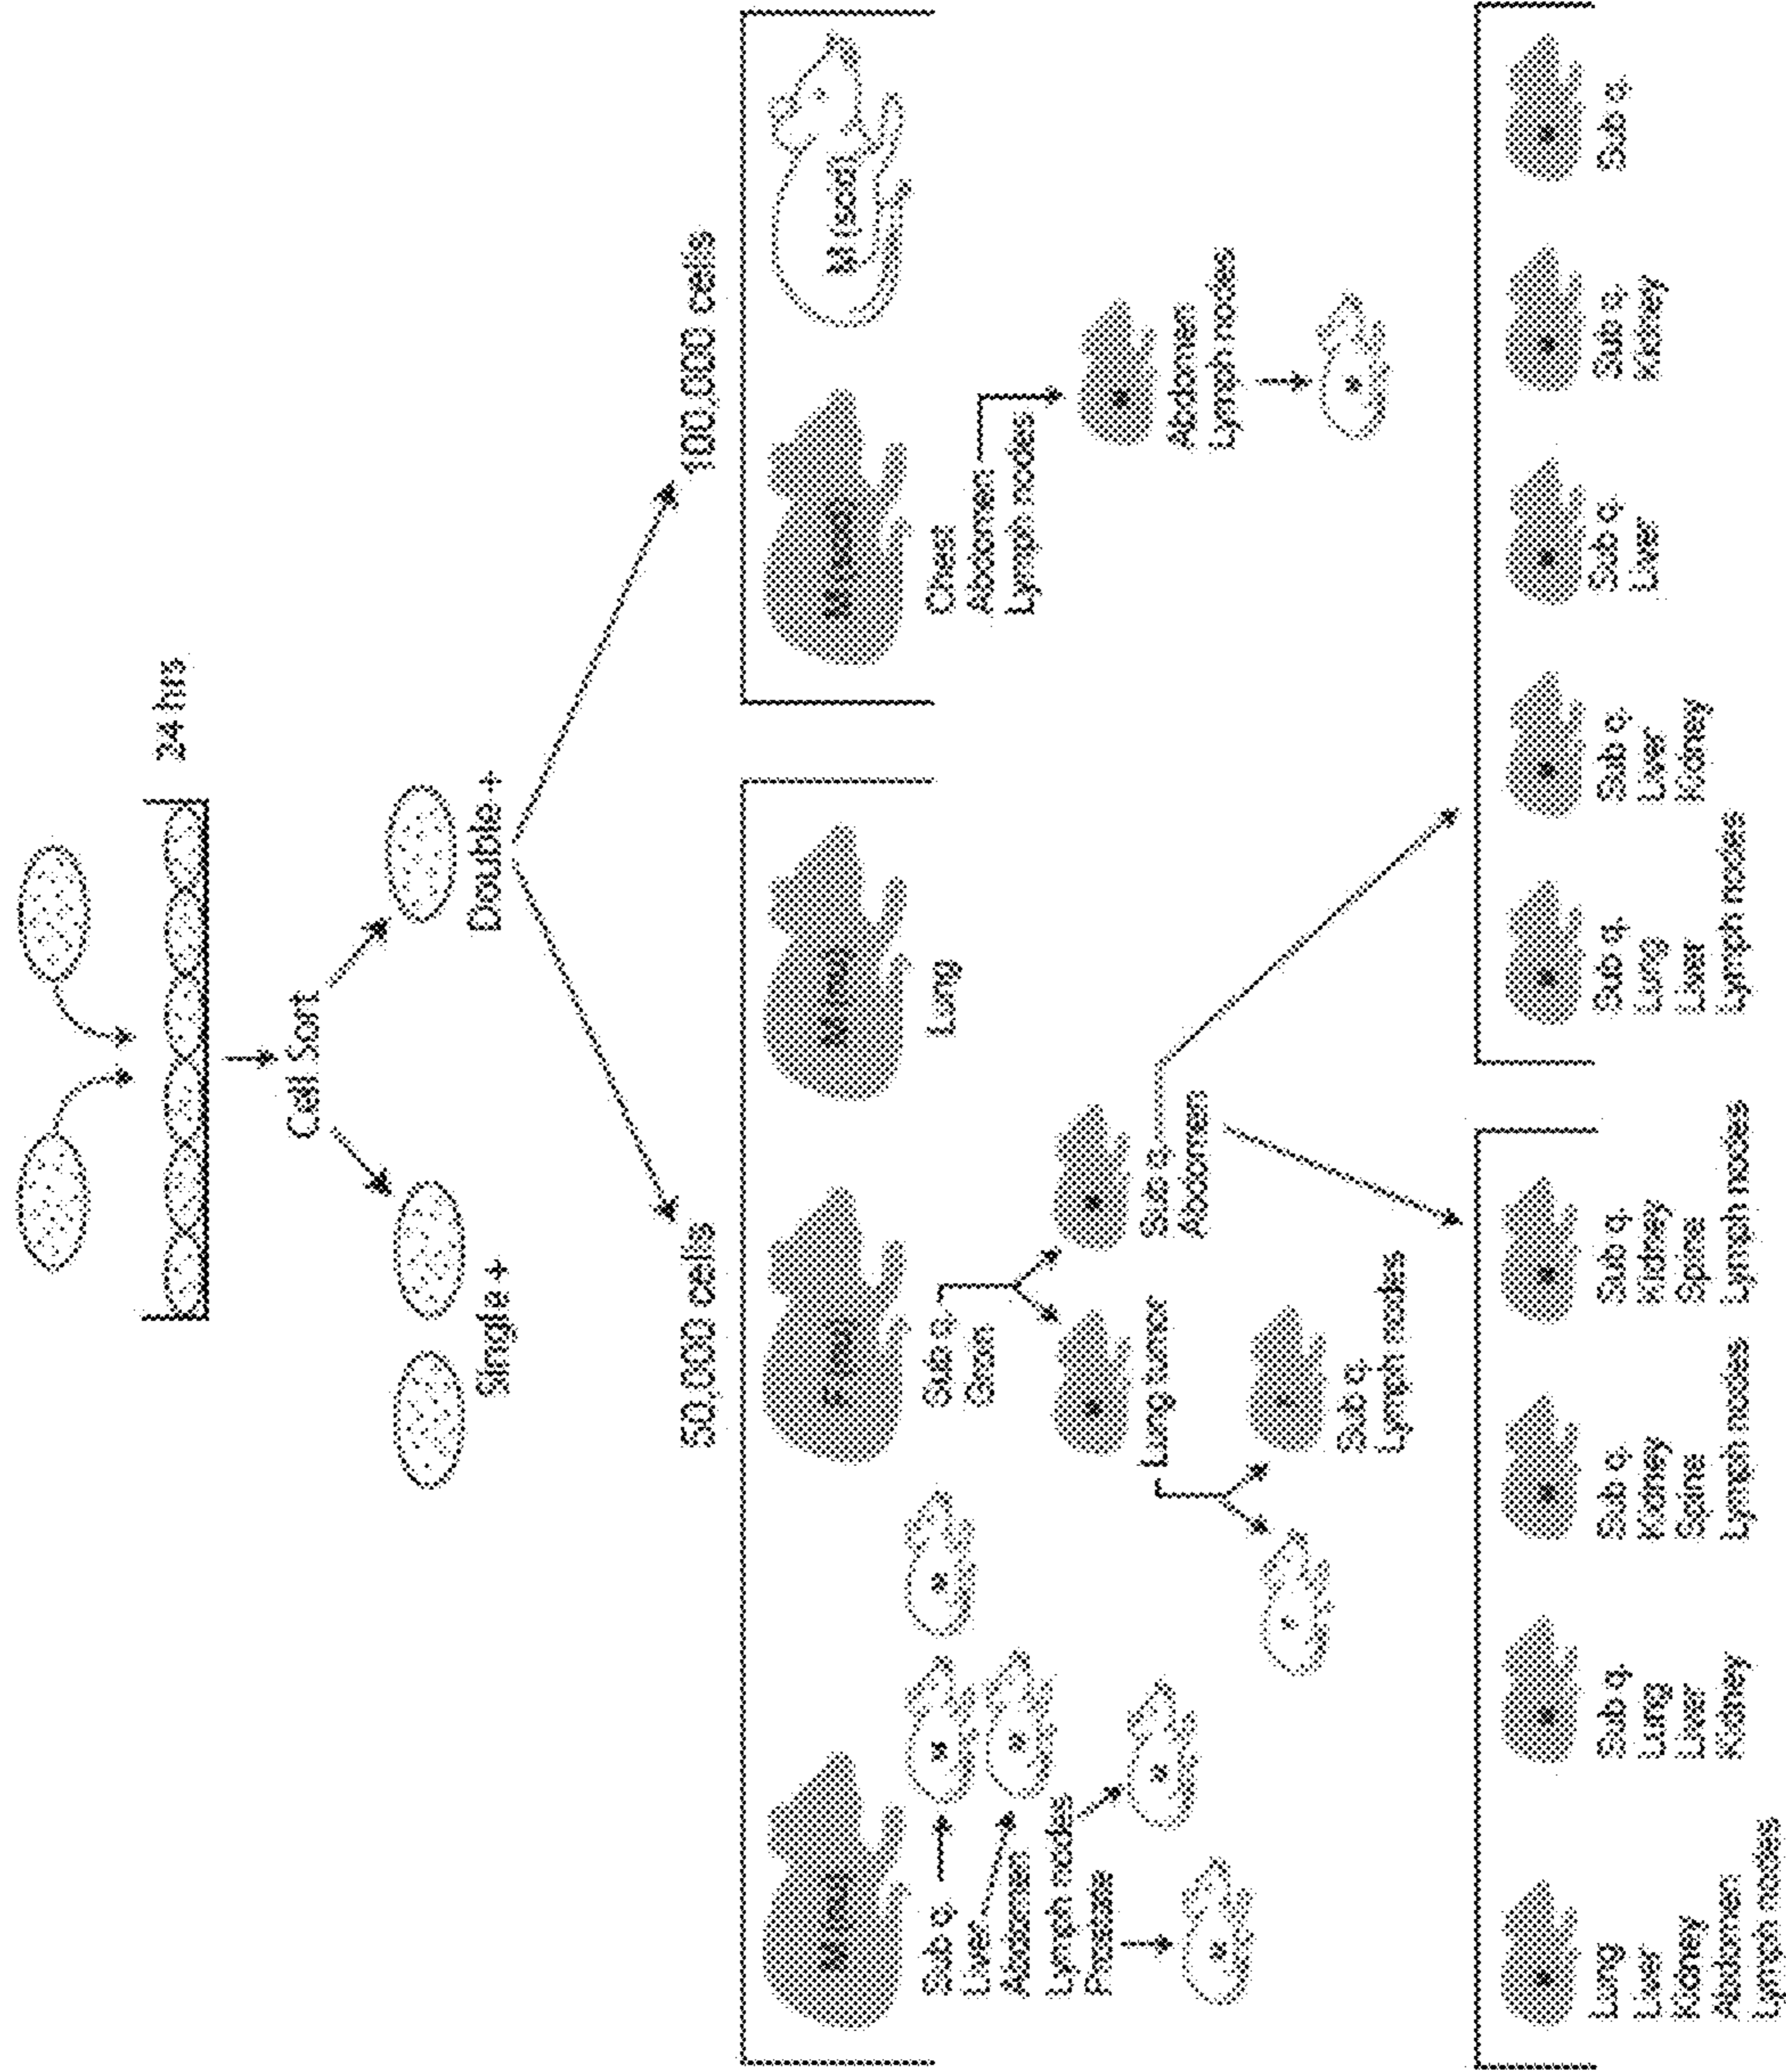 24 hrs
Cell Sort
Single +
Double +
50,000 cells
100,000 cells
Sub q.
Liver
Abdomen
Lymph nodes
Prostate
Sub q.
Groin
Lung
Chest
Abdomen
Lymph nodes
M (scid)
Lung tumor
Sub q.
Abdomen
Abdomen
Lymph nodes
Sub q.
Lymph nodes
Lung
Liver
Kidney
Abdomen
Lymph nodes
Sub q.
Lung
Liver
Kidney
Sub q.
Kidney
Spine
Lymph nodes
Sub q.
Kidney
Spine
Lymph nodes
Sub q.
Lung
Liver
Lymph nodes
Sub q.
Liver
Kidney
Sub q.
Liver
Sub q.
Kidney
Sub q.